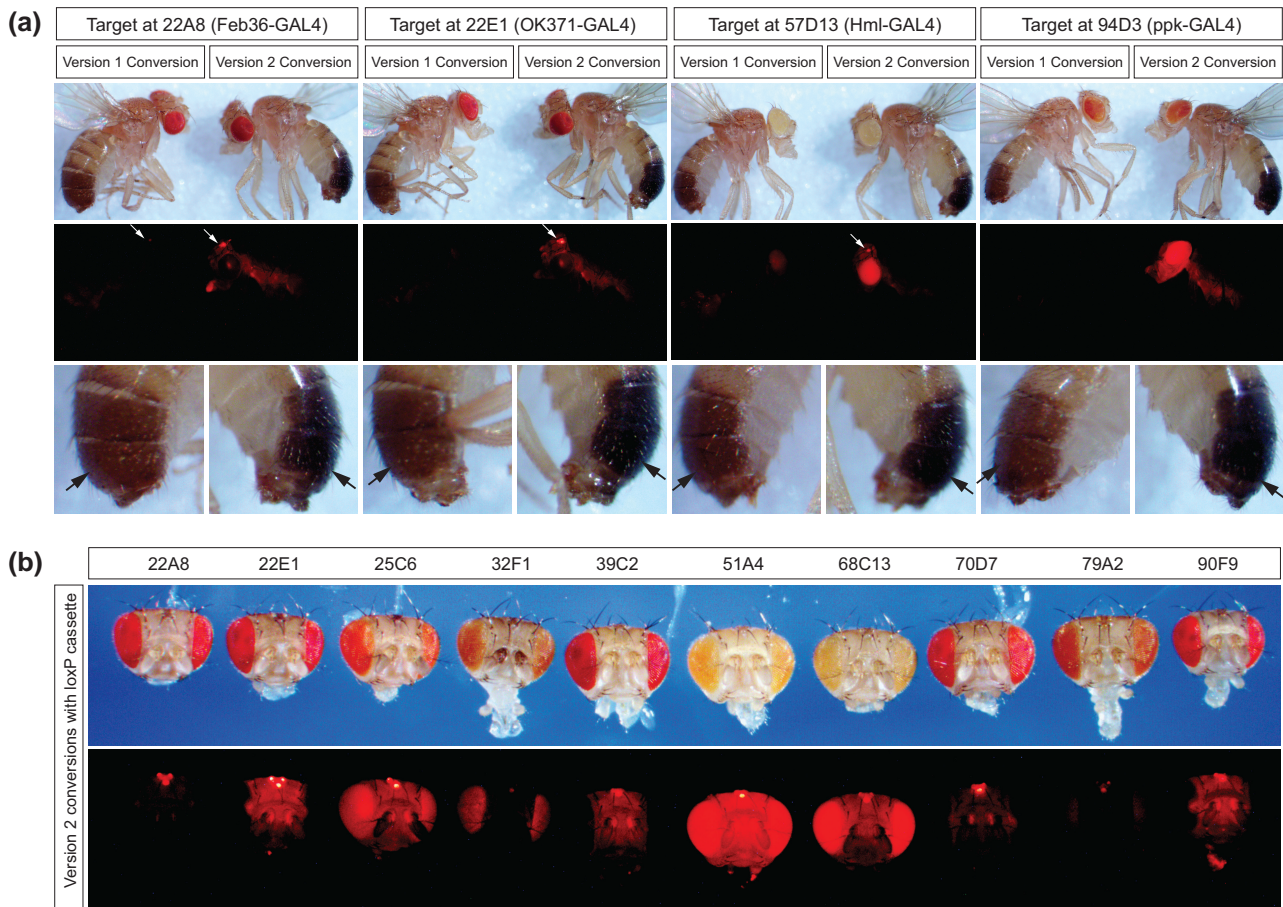 (a)
Target at 22A8 (Feb36-GAL4) Target at 22E1 (OK371-GAL4) Target at 57D13 (Hml-GAL4) Target at 94D3 (ppk-GAL4)
Version 1 Conversion Version 2 Conversion Version 1 Conversion Version 2 Conversion Version 1 Conversion Version 2 Conversion Version 1 Conversion Version 2 Conversion
(b)
22A8 22E1 25C6 32F1 39C2 51A4 68C13 70D7 79A2 90F9
Version 2 conversions with loxP cassette